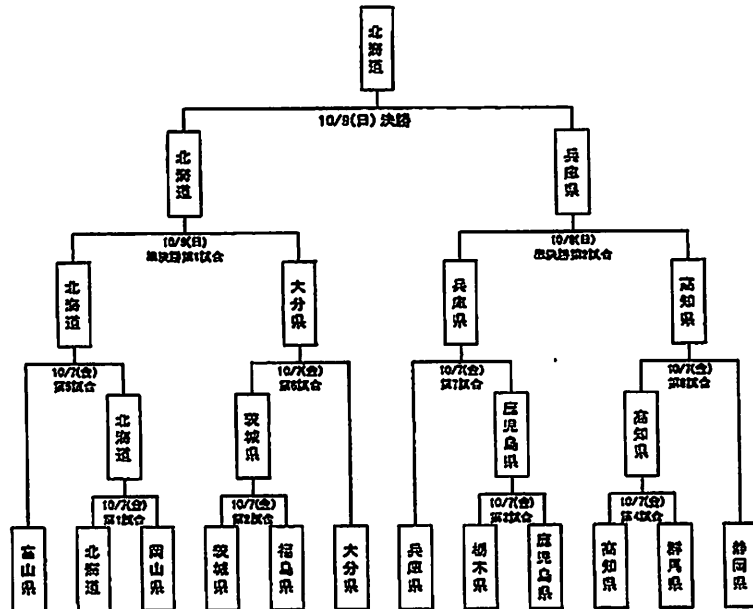 北海道
10/9(日) 決勝
北海道
兵庫県
10/9(日)
準決勝第1試合
10/9(日)
準決勝第2試合
北海道
大分県
兵庫県
高知県
10/7(金)
第5試合
10/7(金)
第6試合
10/7(金)
第7試合
10/7(金)
第8試合
北海道
茨城県
鹿児島県
高知県
10/7(金)
第1試合
10/7(金)
第2試合
10/7(金)
第3試合
10/7(金)
第4試合
富山県
北海道
岡山県
茨城県
福島県
大分県
兵庫県
栃木県
鹿児島県
高知県
群馬県
静岡県